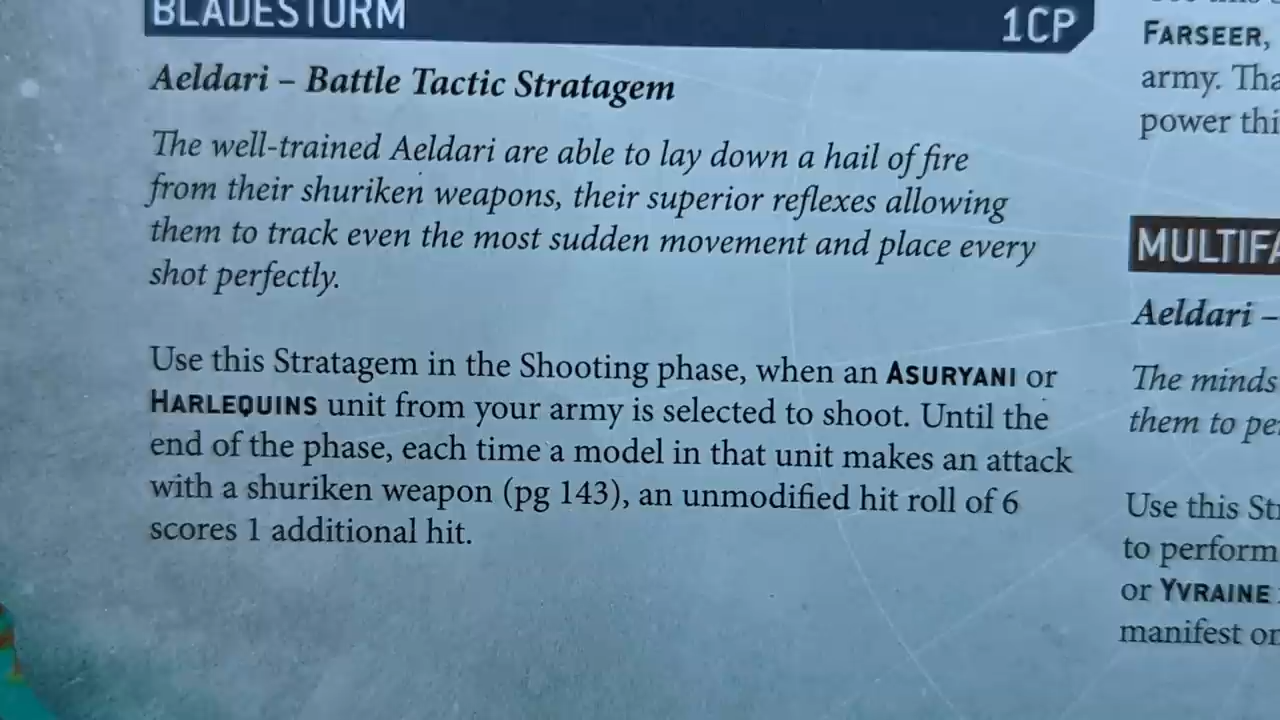 BLADESTORM 1CP
Aeldari – Battle Tactic Stratagem
The well-trained Aeldari are able to lay down a hail of fire
from their shuriken weapons, their superior reflexes allowing
them to track even the most sudden movement and place every
shot perfectly.
Use this Stratagem in the Shooting phase, when an ASURYANI or
HARLEQUINS unit from your army is selected to shoot. Until the
end of the phase, each time a model in that unit makes an attack
with a shuriken weapon (pg 143), an unmodified hit roll of 6
scores 1 additional hit.
FARSEER,
army. Tha
power thi
MULTIFA
Aeldari –
The minds
them to pe
Use this St
to perform
or YVRAINE
manifest or